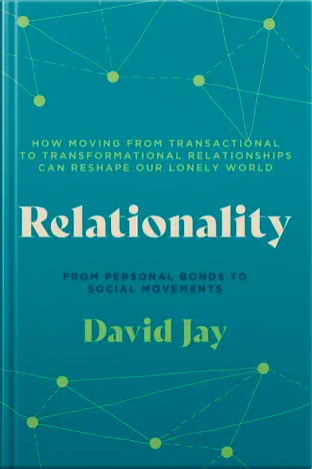 HOW MOVING FROM TRANSACTIONAL
TO TRANSFORMATIONAL RELATIONSHIPS
CAN RESHAPE OUR LONELY WORLD
Relationality
FROM PERSONAL BONDS TO
SOCIAL MOVEMENTS
David Jay